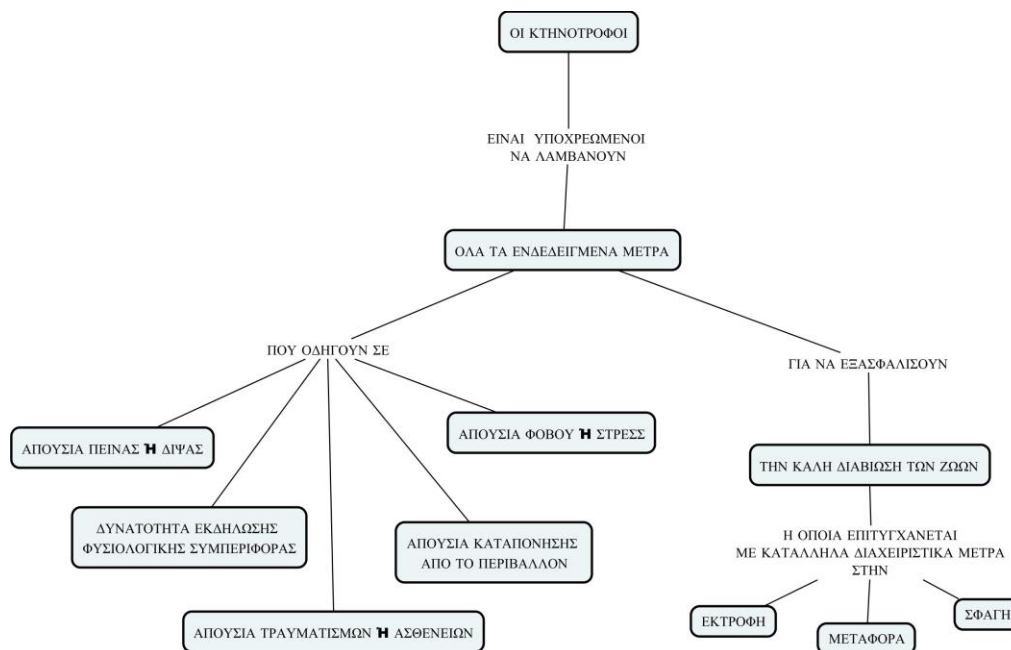 ΟΙ ΚΤΗΝΟΤΡΟΦΟΙ
ΕΙΝΑΙ ΥΠΟΧΡΕΩΜΕΝΟΙ
ΝΑ ΛΑΜΒΑΝΟΥΝ
ΟΛΑ ΤΑ ΕΝΔΕΔΕΙΓΜΕΝΑ ΜΕΤΡΑ
ΠΟΥ ΟΔΗΓΟΥΝ ΣΕ
ΑΠΟΥΣΙΑ ΠΕΙΝΑΣ Ή ΔΙΨΑΣ
ΔΥΝΑΤΟΤΗΤΑ ΕΚΔΗΛΩΣΗΣ
ΦΥΣΙΟΛΟΓΙΚΗΣ ΣΥΜΠΕΡΙΦΟΡΑΣ
ΑΠΟΥΣΙΑ ΤΡΑΥΜΑΤΙΣΜΩΝ Ή ΑΣΘΕΝΕΙΩΝ
ΑΠΟΥΣΙΑ ΚΑΤΑΠΟΝΗΣΗΣ
ΑΠΟ ΤΟ ΠΕΡΙΒΑΛΛΟΝ
ΑΠΟΥΣΙΑ ΦΟΒΟΥ Ή ΣΤΡΕΣΣ
ΓΙΑ ΝΑ ΕΞΑΣΦΑΛΙΣΟΥΝ
ΤΗΝ ΚΑΛΗ ΔΙΑΒΙΩΣΗ ΤΩΝ ΖΩΩΝ
Η ΟΠΟΙΑ ΕΠΙΤΥΓΧΑΝΕΤΑΙ
ΜΕ ΚΑΤΑΛΛΗΛΑ ΔΙΑΧΕΙΡΙΣΤΙΚΑ ΜΕΤΡΑ
ΣΤΗΝ
ΕΚΤΡΟΦΗ
ΜΕΤΑΦΟΡΑ
ΣΦΑΓΗ